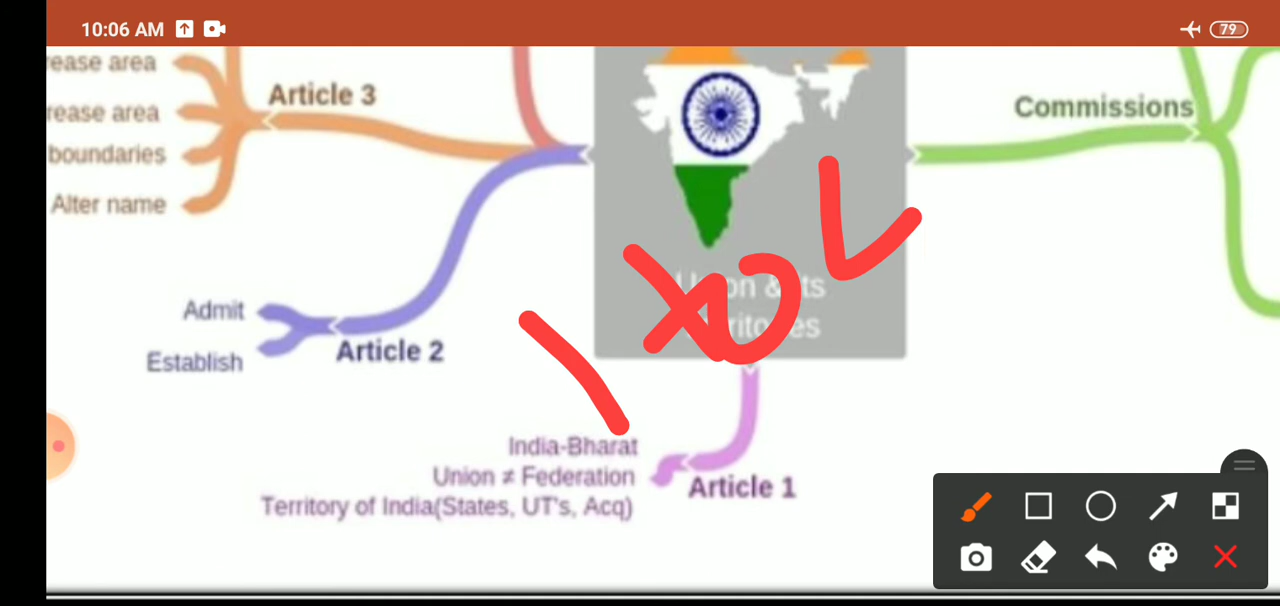 10:06 AM
79
rease area
Article 3
rease area
boundaries
Alter name
Commissions
Admit
Article 2
Establish
India-Bharat
Union ≠ Federation
Article 1
Territory of India(States, UT's, Acq)